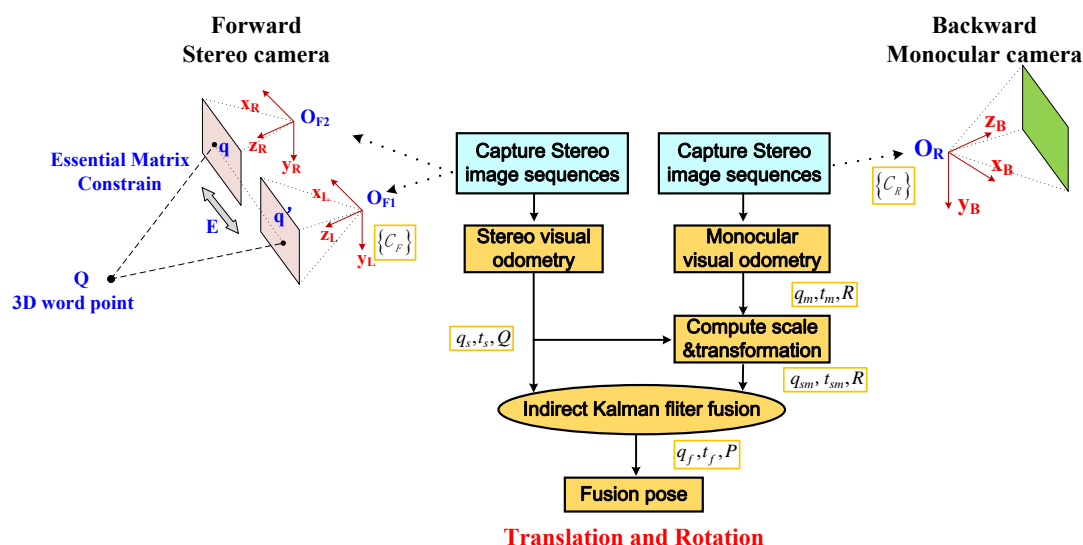 Forward
Stereo camera
Backward
Monocular camera
x_R
O_F2
z_R
q
y_R
Essential Matrix
Constrain
x_L
O_F1
q'
E
z_L
{C_F}
y_L
Q
3D word point
Capture Stereo
image sequences
Capture Stereo
image sequences
z_B
O_R
x_B
{C_R}
y_B
Stereo visual
odometry
Monocular
visual odometry
q_m, t_m, R
q_s, t_s, Q
Compute scale
&transformation
q_sm, t_sm, R
Indirect Kalman fliter fusion
q_f, t_f, P
Fusion pose
Translation and Rotation